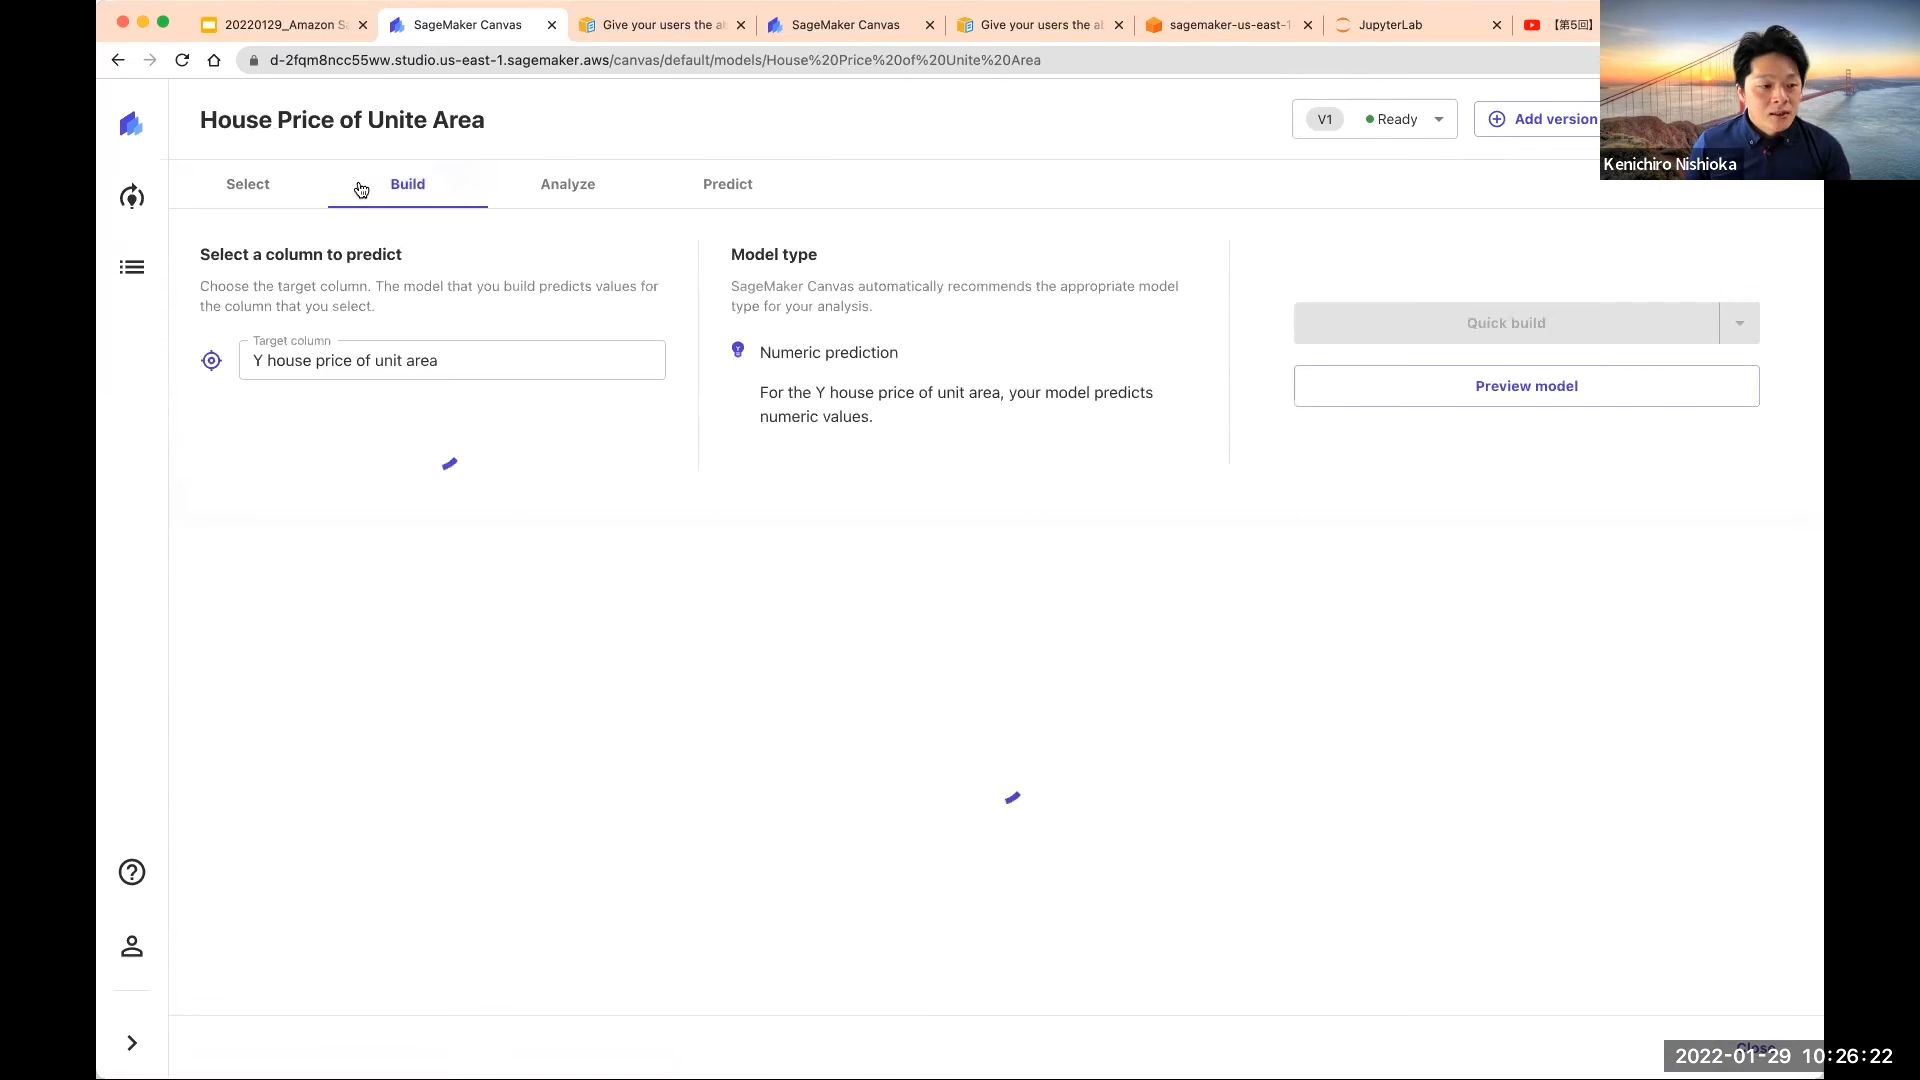 20220129_Amazon S
SageMaker Canvas
Give your users the a
SageMaker Canvas
Give your users the a
sagemaker-us-east-1
JupyterLab
【第5回】
d-2fqm8ncc55ww.studio.us-east-1.sagemaker.aws/canvas/default/models/House%20Price%20of%20Unite%20Area
Kenichiro Nishioka
House Price of Unite Area
V1
Ready
Add version
Select
Build
Analyze
Predict
Select a column to predict
Choose the target column. The model that you build predicts values for
the column that you select.
Target column
Y house price of unit area
Model type
SageMaker Canvas automatically recommends the appropriate model
type for your analysis.
Numeric prediction
For the Y house price of unit area, your model predicts
numeric values.
Quick build
Preview model
Close
2022-01-29 10:26:22